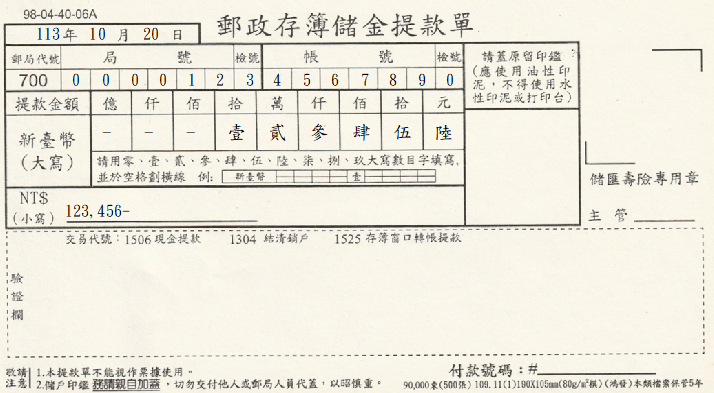 98-04-40-06A
郵政存簿儲金提款單
113年 10 月 20 日
郵局代號 局 號 檢號 帳 號 檢號
700 0 0 0 0 1 2 3 4 5 6 7 8 9 0
請蓋原留印鑑
(應使用油性印
泥，不得使用水
性印泥或打印台)
提款金額 億 仟 佰 拾 萬 仟 佰 拾 元
新臺幣
(大寫)
— — — 壹 貳 參 肆 伍 陸
請用零、壹、貳、參、肆、伍、陸、柒、捌、玖大寫數目字填寫，
並於空格劃橫線 例: 新臺幣 壹
NT$
(小寫) 123,456-
儲匯壽險專用章
主 管
交易代號：1506 現金提款 1304 結清銷戶 1525 存簿窗口轉帳提款
驗
證
欄
敬請 1.本提款單不能視作票據使用。
注意 2.儲戶印鑑務請親自加蓋，切勿交付他人或郵局人員代蓋，以昭慎重。
付款號碼：#
90,000束(500張) 109.11(1)190X105mm(80g/m²模)(鴻發)本類檔案保管5年